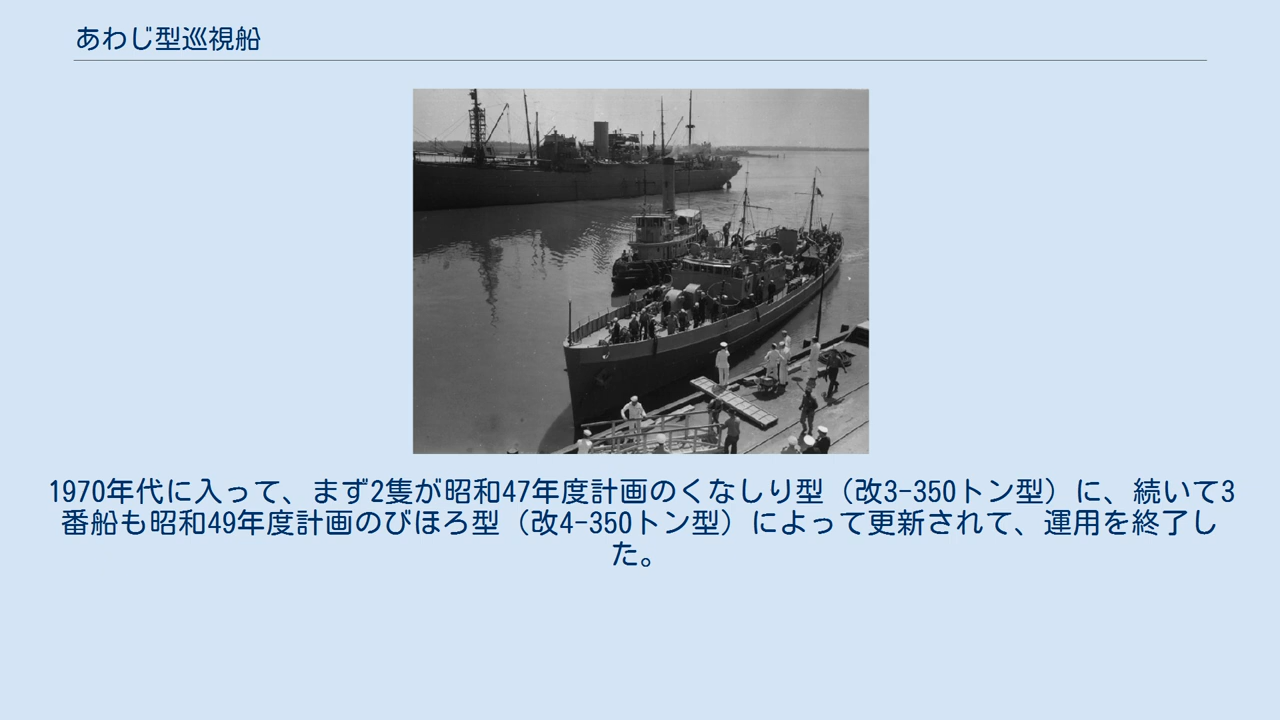 あわじ型巡視船
1970年代に入って、まず2隻が昭和47年度計画のくなしり型（改3-350トン型）に、続いて3
番船も昭和49年度計画のびほろ型（改4-350トン型）によって更新されて、運用を終了し
た。